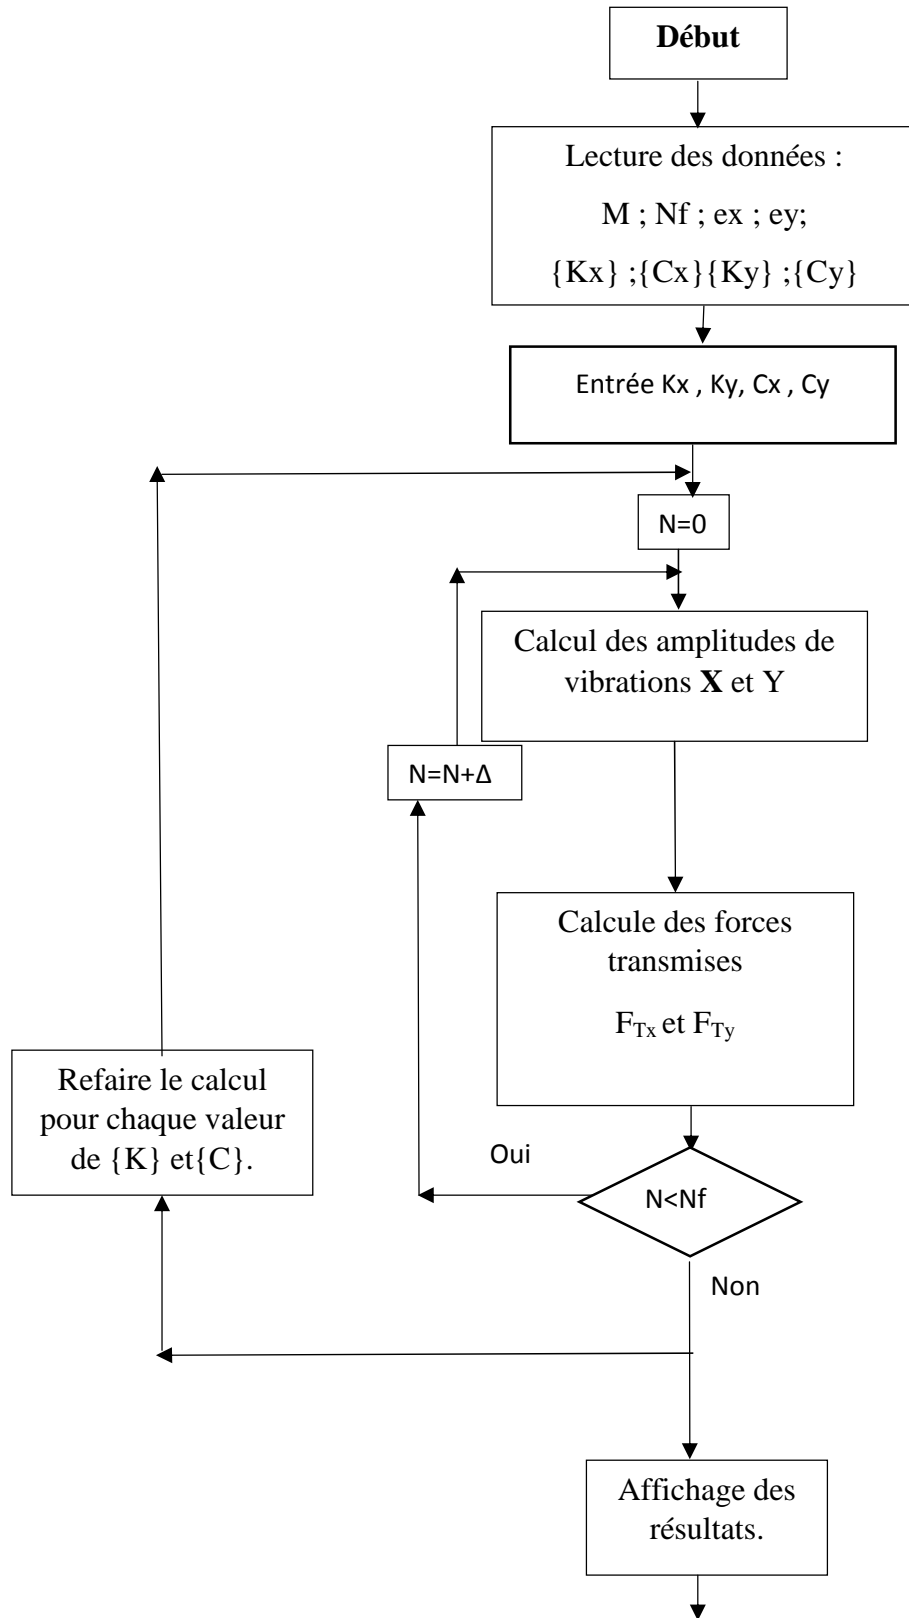 Début
Lecture des données :
M ; Nf ; ex ; ey;
{Kx} ;{Cx}{Ky} ;{Cy}
Entrée Kx , Ky, Cx , Cy
N=0
Calcul des amplitudes de
vibrations X et Y
N=N+Δ
Calcule des forces
transmises
FTx et FTy
Refaire le calcul
pour chaque valeur
de {K} et{C}.
Oui
N<Nf
Non
Affichage des
résultats.